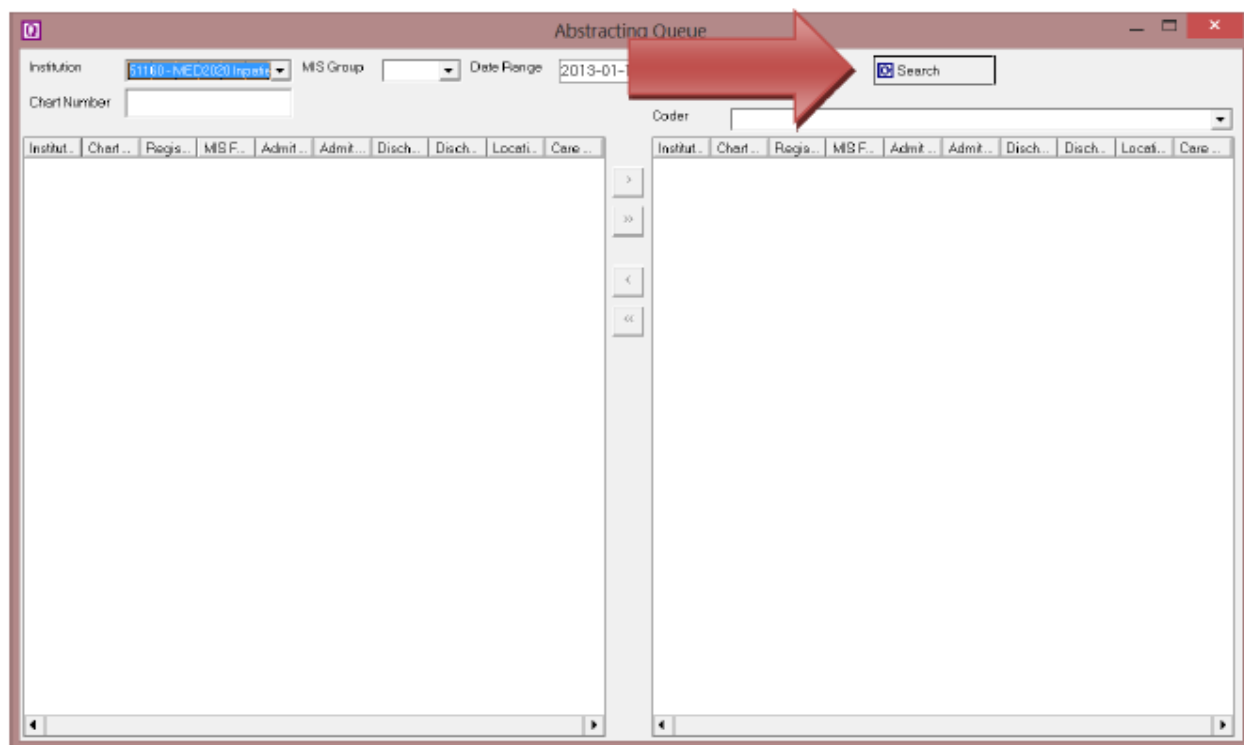 Abstracting Queue
Institution 51160 - MED2020 Inpatie MIS Group Date Range 2013-01-1 Search
Chart Number
Coder
Institut... Chart ... Regis... MIS F... Admit ... Admit... Disch... Disch... Locati... Care ...
Institut... Chart ... Regis... MIS F... Admit ... Admit... Disch... Disch... Locati... Care ...
>
>>
<
<<